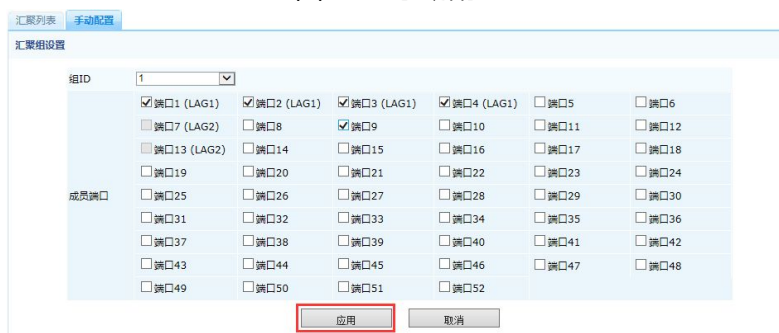 汇聚列表 手动配置
汇聚组设置
组ID 1
端口1 (LAG1) 端口2 (LAG1) 端口3 (LAG1) 端口4 (LAG1) 端口5 端口6
端口7 (LAG2) 端口8 端口9 端口10 端口11 端口12
端口13 (LAG2) 端口14 端口15 端口16 端口17 端口18
端口19 端口20 端口21 端口22 端口23 端口24
成员端口 端口25 端口26 端口27 端口28 端口29 端口30
端口31 端口32 端口33 端口34 端口35 端口36
端口37 端口38 端口39 端口40 端口41 端口42
端口43 端口44 端口45 端口46 端口47 端口48
端口49 端口50 端口51 端口52
应用 取消